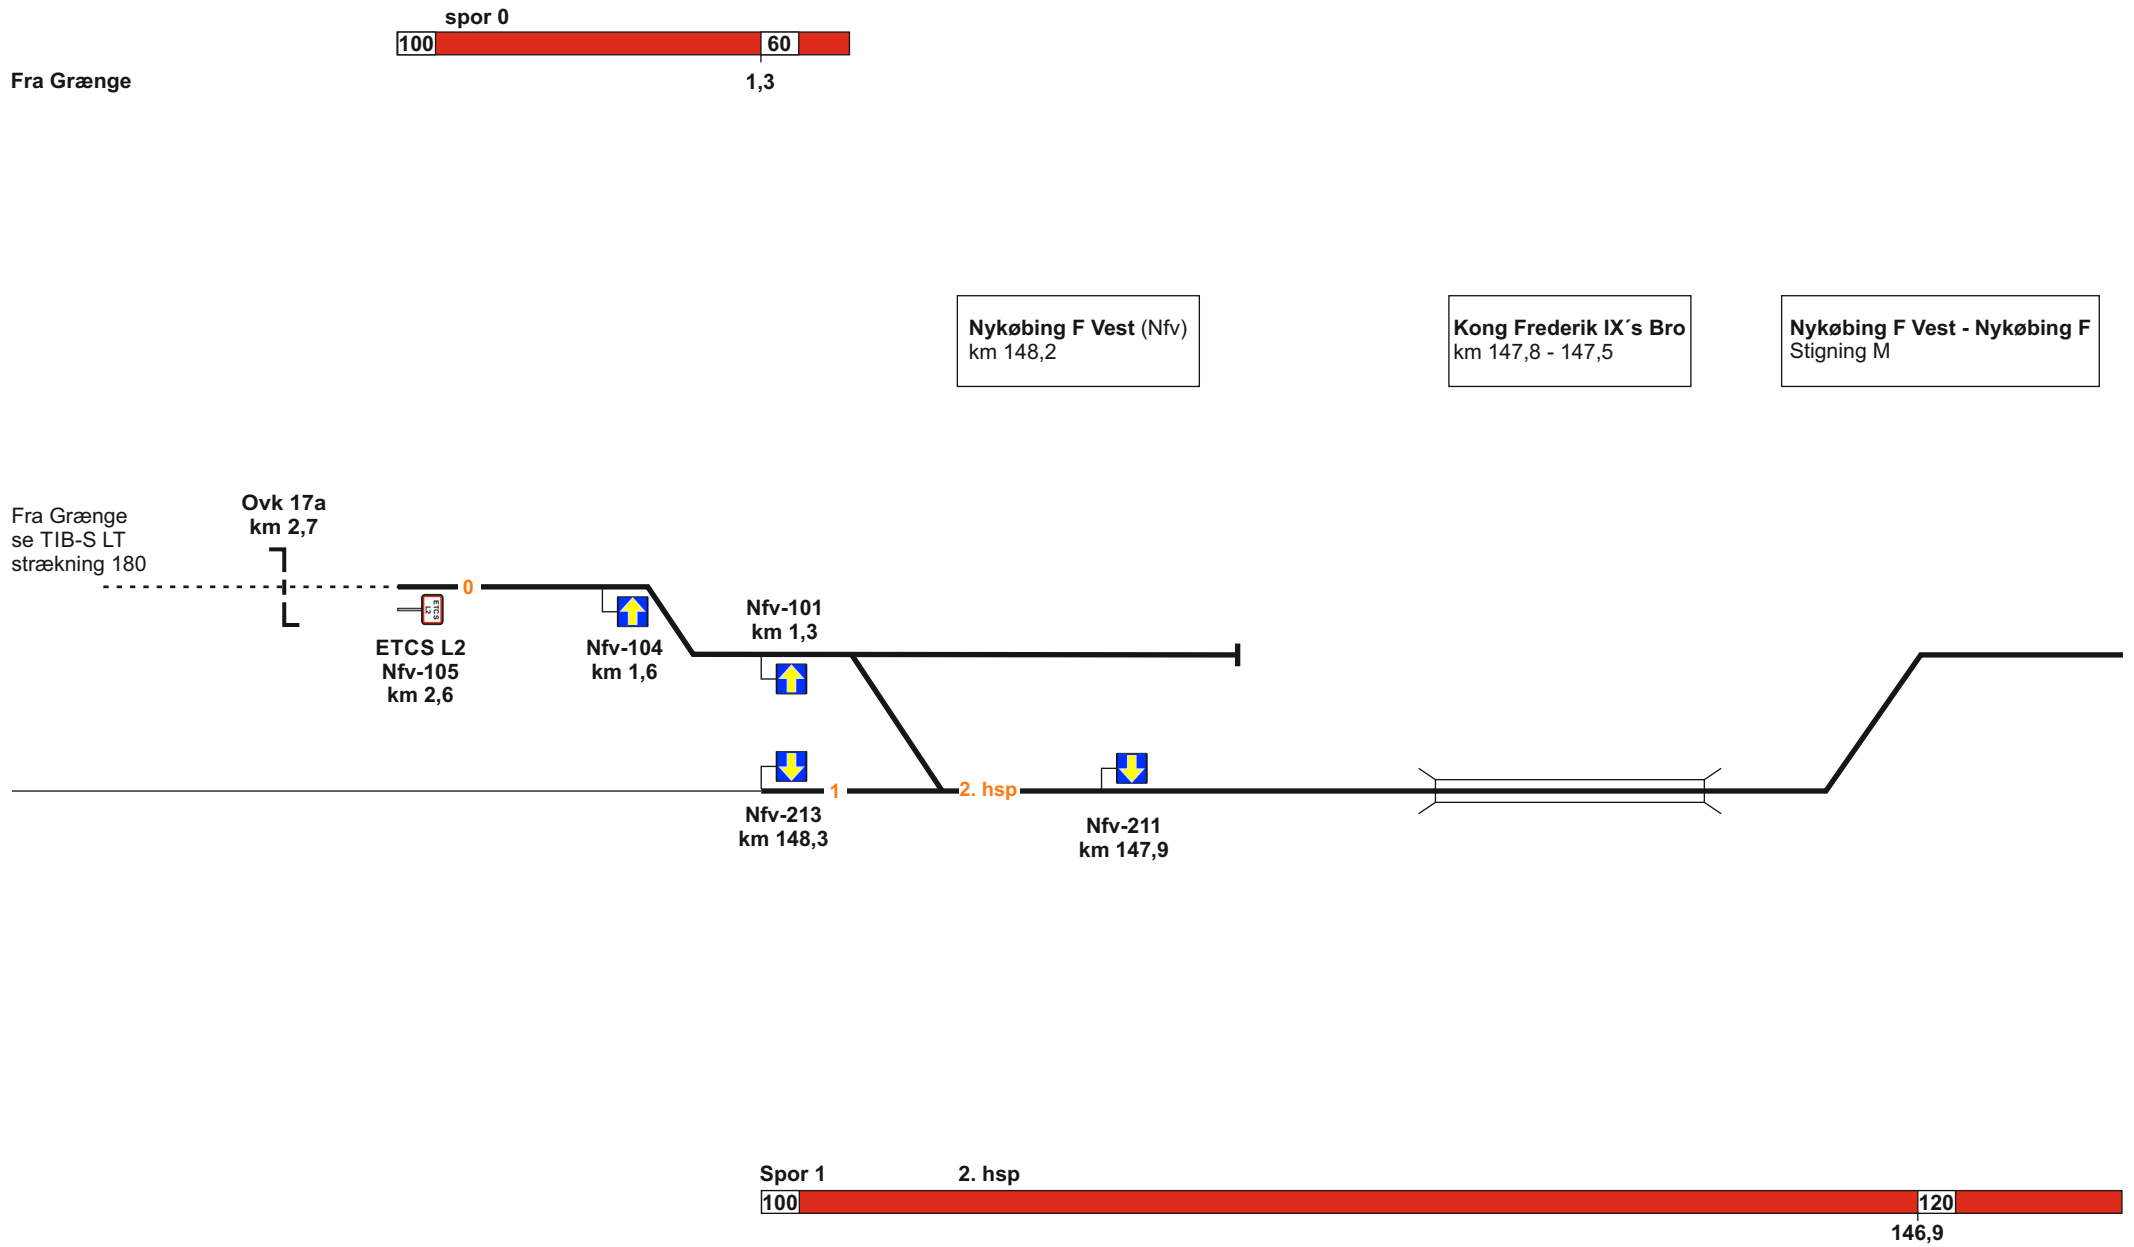 spor 0
100
60
Fra Grænge
1,3
Nykøbing F Vest (Nfv)
km 148,2
Kong Frederik IX´s Bro
km 147,8 - 147,5
Nykøbing F Vest - Nykøbing F
Stigning M
Fra Grænge
se TIB-S LT
strækning 180
Ovk 17a
km 2,7
0
ETCS
L2
ETCS L2
Nfv-105
km 2,6
Nfv-104
km 1,6
Nfv-101
km 1,3
1
2. hsp
Nfv-213
km 148,3
Nfv-211
km 147,9
Spor 1
2. hsp
100
120
146,9